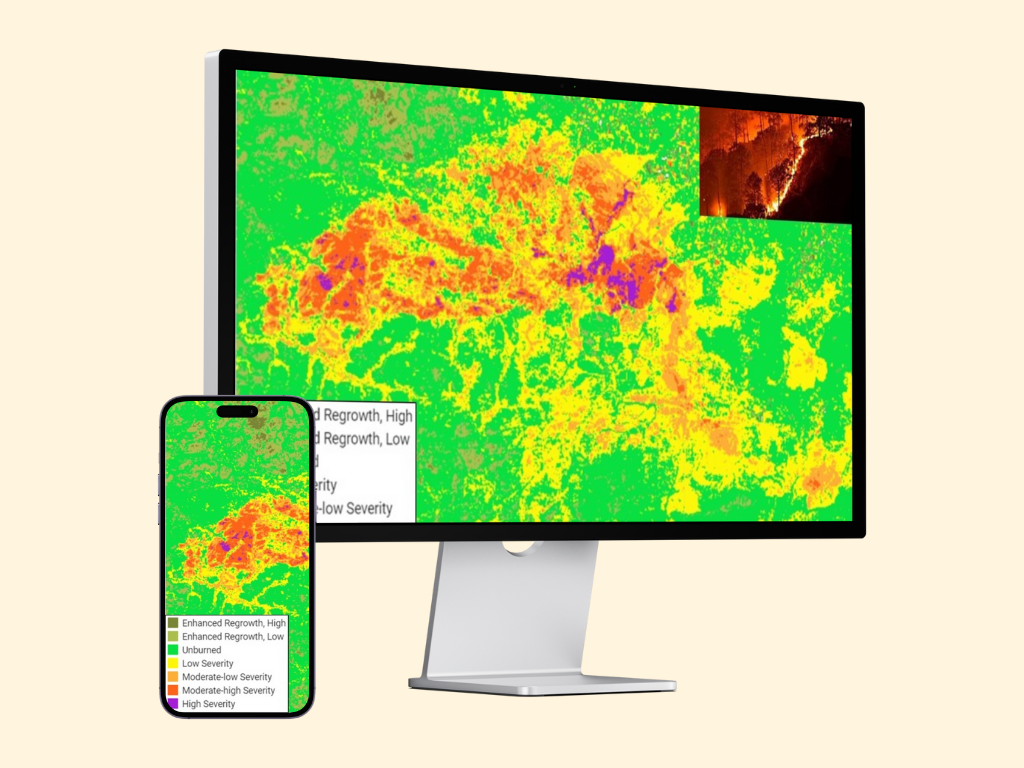 d Regrowth, High
d Regrowth, Low
d
erity
e-low Severity
Enhanced Regrowth, High
Enhanced Regrowth, Low
Unburned
Low Severity
Moderate-low Severity
Moderate-high Severity
High Severity